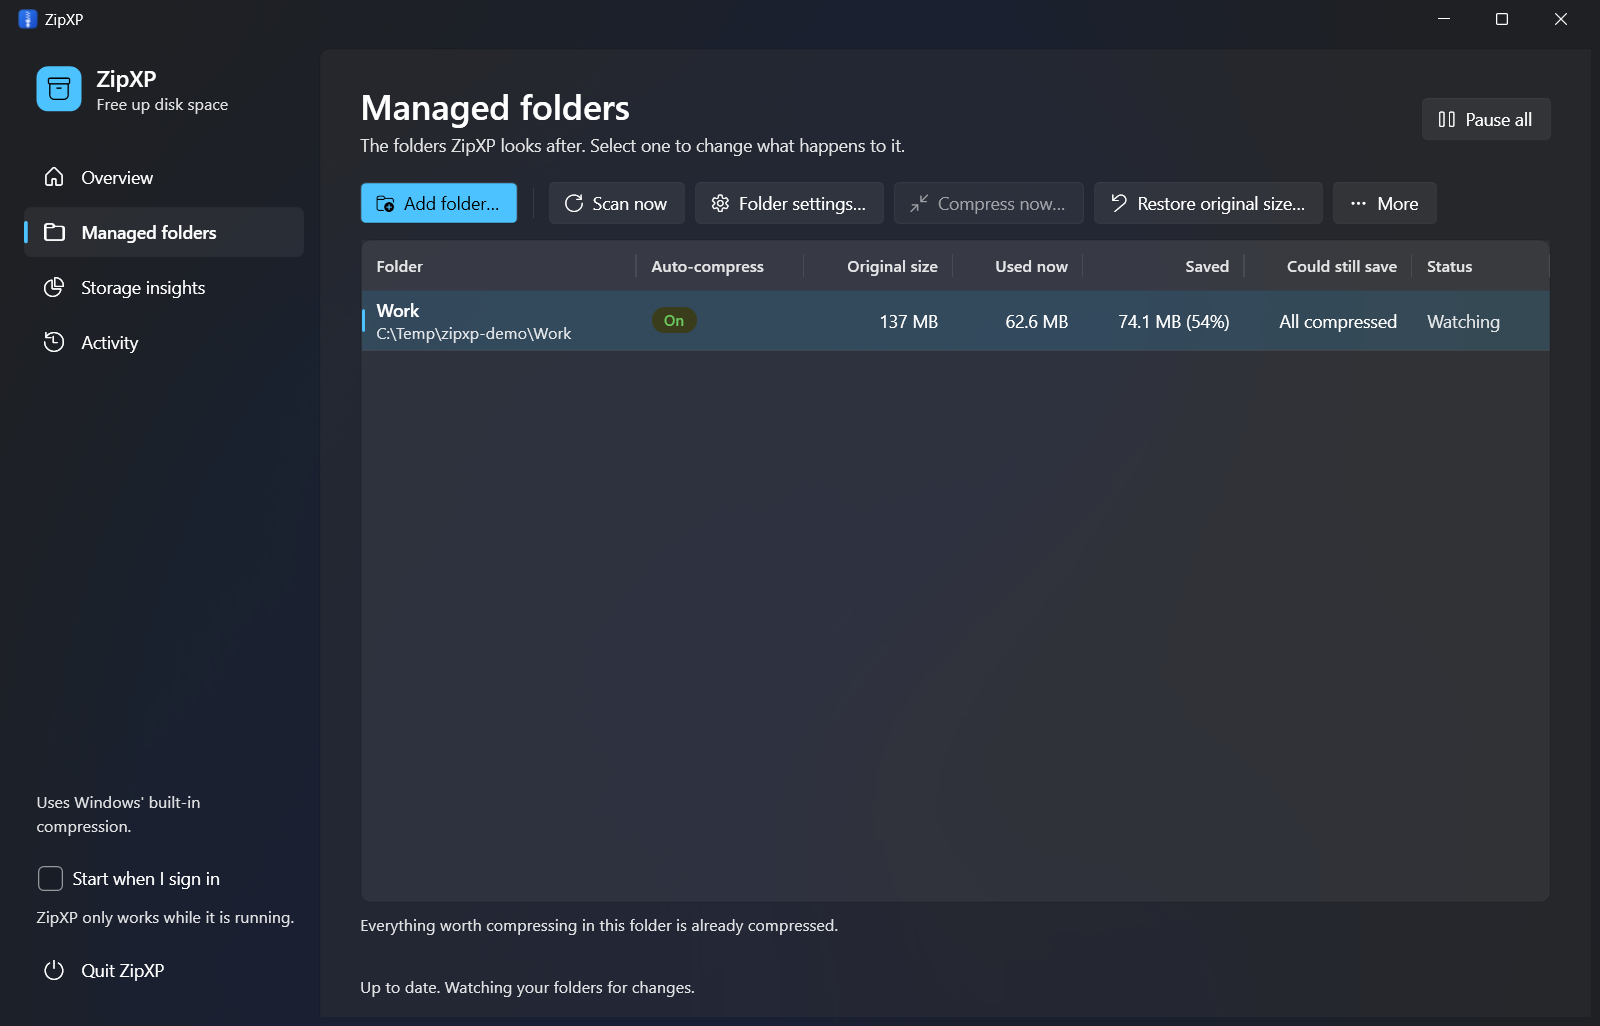 ZipXP
ZipXP
Free up disk space
Overview
Managed folders
Storage insights
Activity
Uses Windows' built-in
compression.
Start when I sign in
ZipXP only works while it is running.
Quit ZipXP
Managed folders
The folders ZipXP looks after. Select one to change what happens to it.
Pause all
Add folder...
Scan now
Folder settings...
Compress now...
Restore original size...
More
Folder Auto-compress Original size Used now Saved Could still save Status
Work
C:\Temp\zipxp-demo\Work
On 137 MB 62.6 MB 74.1 MB (54%) All compressed Watching
Everything worth compressing in this folder is already compressed.
Up to date. Watching your folders for changes.